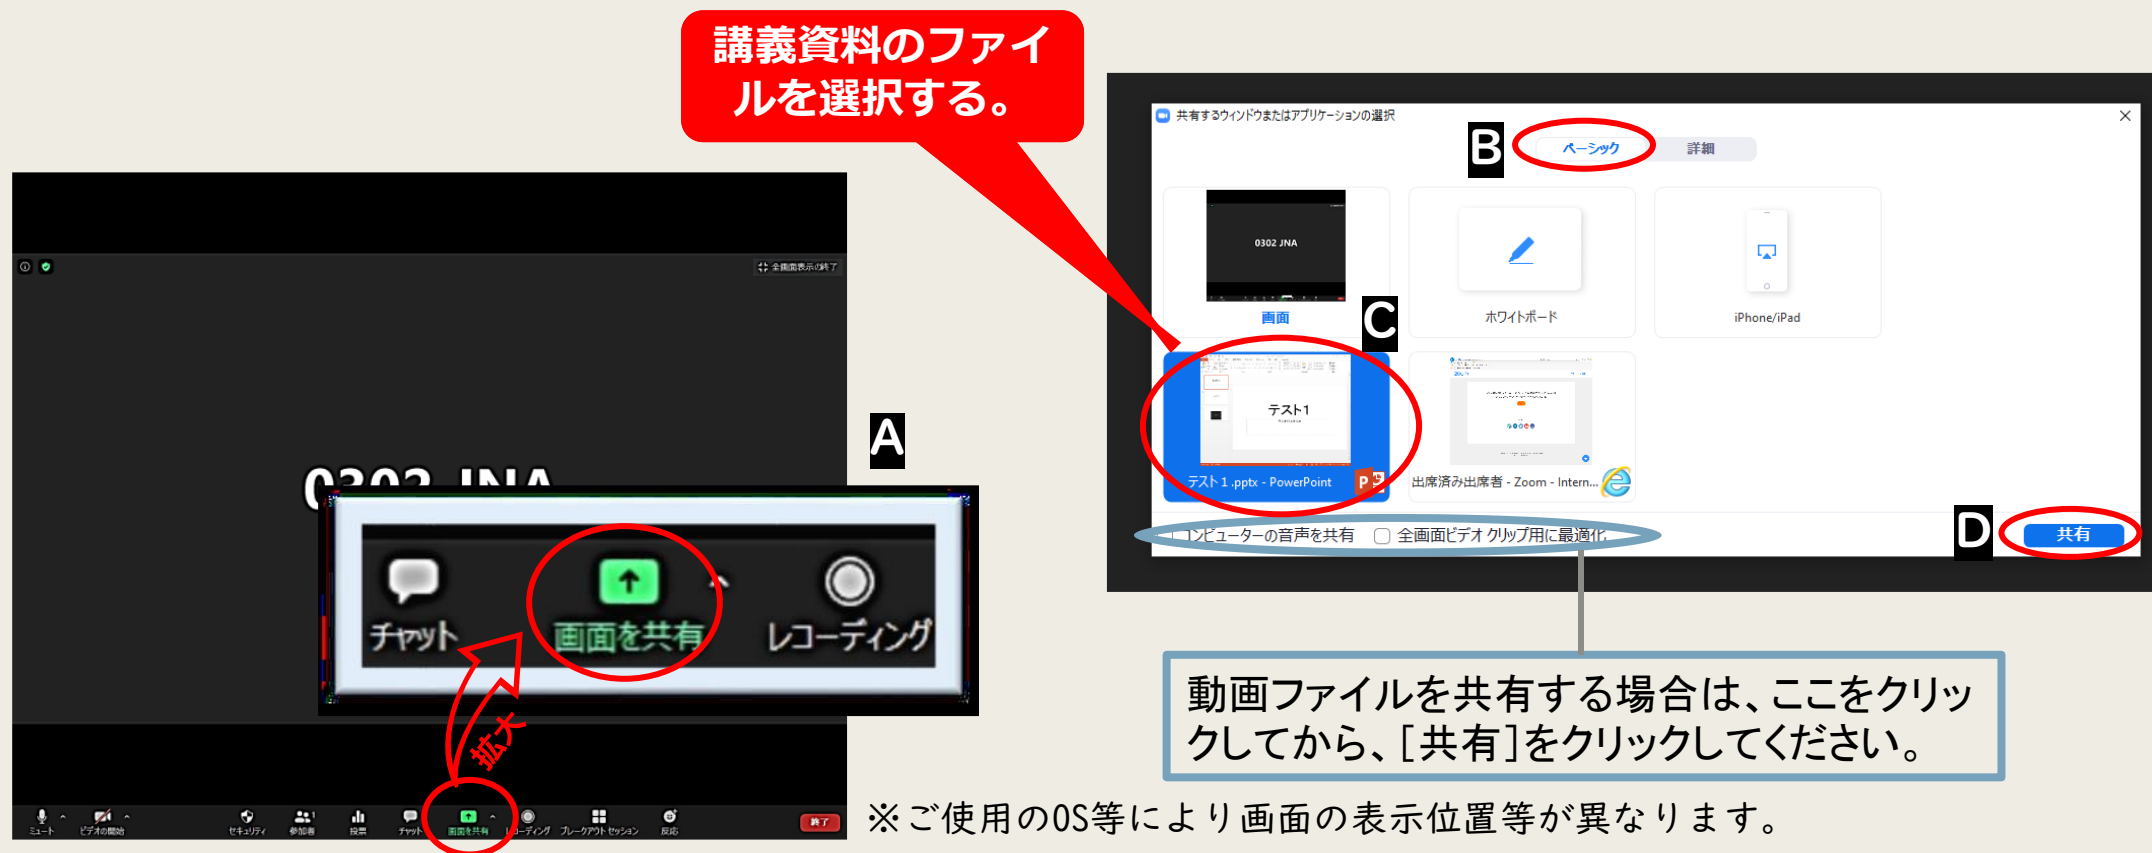 講義資料のファイ
ルを選択する。
全画面表示の終了
0302 JNA
A
チャット
画面を共有
レコーディング
拡大
ミュート
ビデオの開始
セキュリティ
参加者
投票
チャット
画面を共有
レコーディング
ブレークアウト セッション
反応
終了
共有するウィンドウまたはアプリケーションの選択
B
ベーシック
詳細
0302 JNA
画面
ホワイトボード
iPhone/iPad
C
テスト1
テスト 1 .pptx - PowerPoint
出席済み出席者 - Zoom - Intern...
コンピューターの音声を共有
全画面ビデオ クリップ用に最適化
D
共有
動画ファイルを共有する場合は、ここをクリッ
クしてから、[共有]をクリックしてください。
※ご使用のOS等により画面の表示位置等が異なります。